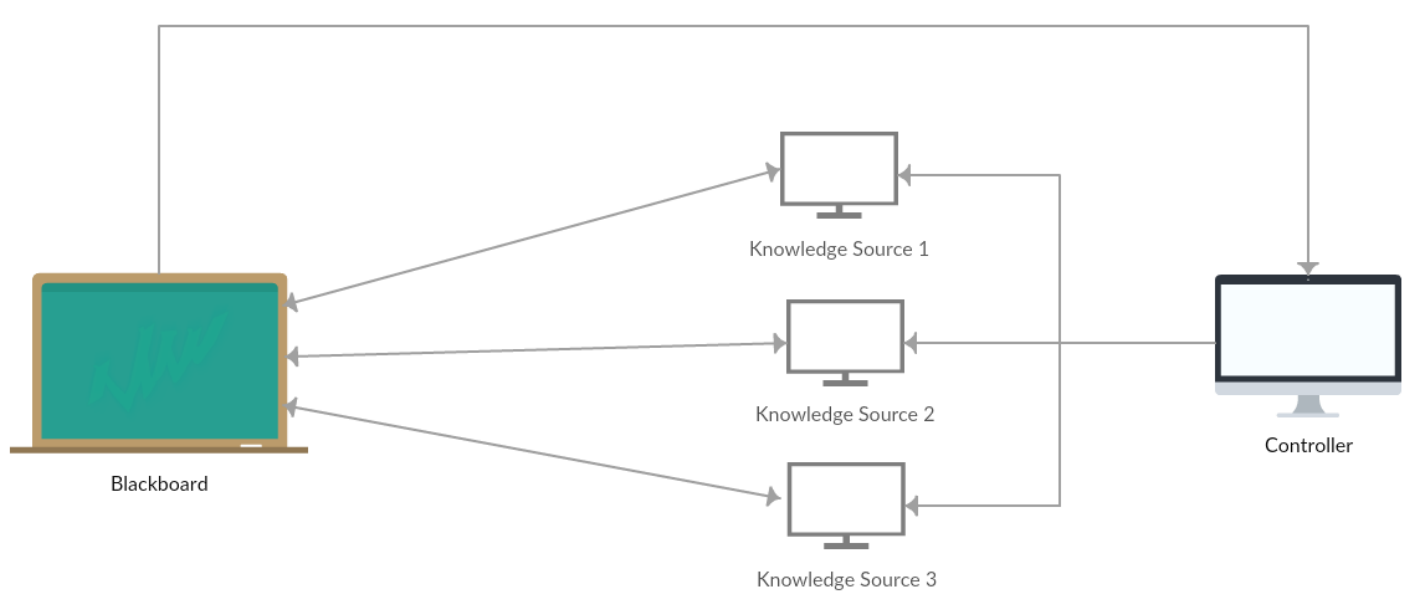 Knowledge Source 1
Knowledge Source 2
Blackboard
Controller
Knowledge Source 3